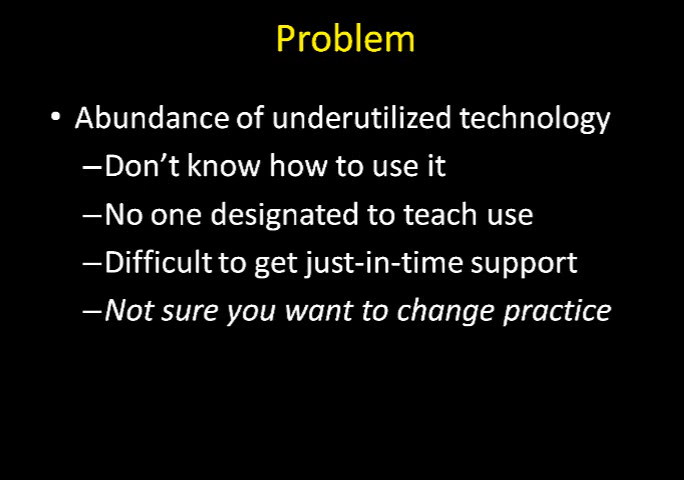 Problem
• Abundance of underutilized technology
–Don’t know how to use it
–No one designated to teach use
–Difficult to get just-in-time support
–Not sure you want to change practice